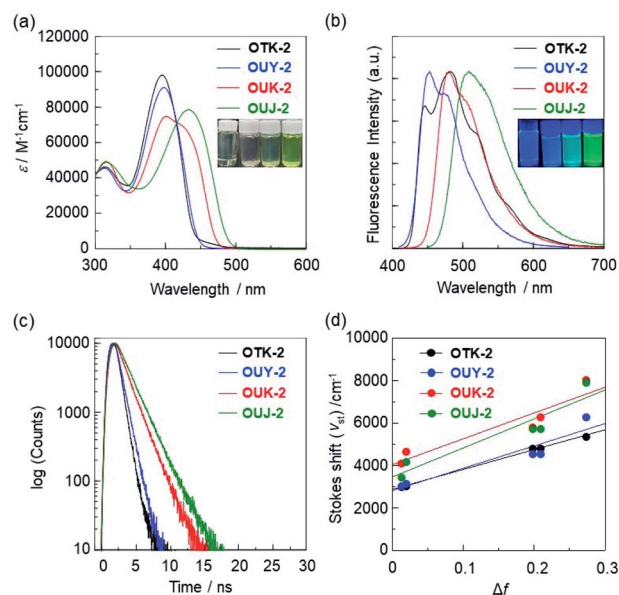 (a)
120000
100000
80000
60000
40000
20000
0
300 400 500 600
ε / M⁻¹cm⁻¹
Wavelength / nm
OTK-2
OUY-2
OUK-2
OUJ-2
(b)
Fluorescence Intensity (a.u.)
400 500 600 700
Wavelength / nm
OTK-2
OUY-2
OUK-2
OUJ-2
(c)
10000
1000
100
10
log (Counts)
0 5 10 15 20 25 30
Time / ns
OTK-2
OUY-2
OUK-2
OUJ-2
(d)
10000
8000
6000
4000
2000
0
Stokes shift (Vst) /cm⁻¹
0.0 0.1 0.2 0.3
Δf
OTK-2
OUY-2
OUK-2
OUJ-2